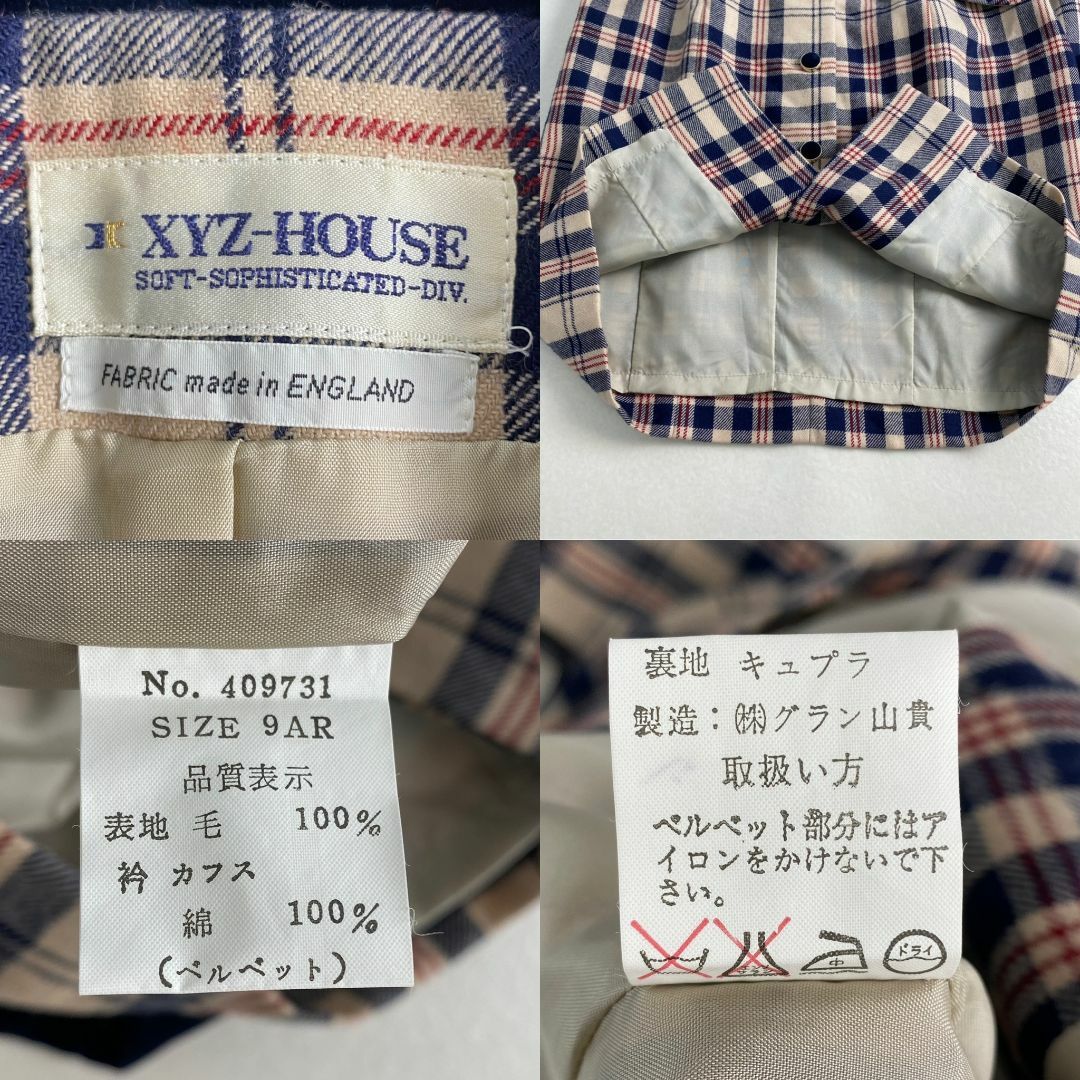 XYZ-HOUSE
SOFT-SOPHISTICATED-DIV.
FABRIC made in ENGLAND
No. 409731
SIZE 9AR
品質表示
表地 毛 100%
衿 カフス
綿 100%
(ベルベット)
裏地 キュプラ
製造:㈱グラン山貴
取扱い方
ベルベット部分にはア
イロンをかけないで下
さい。
中 ドライ